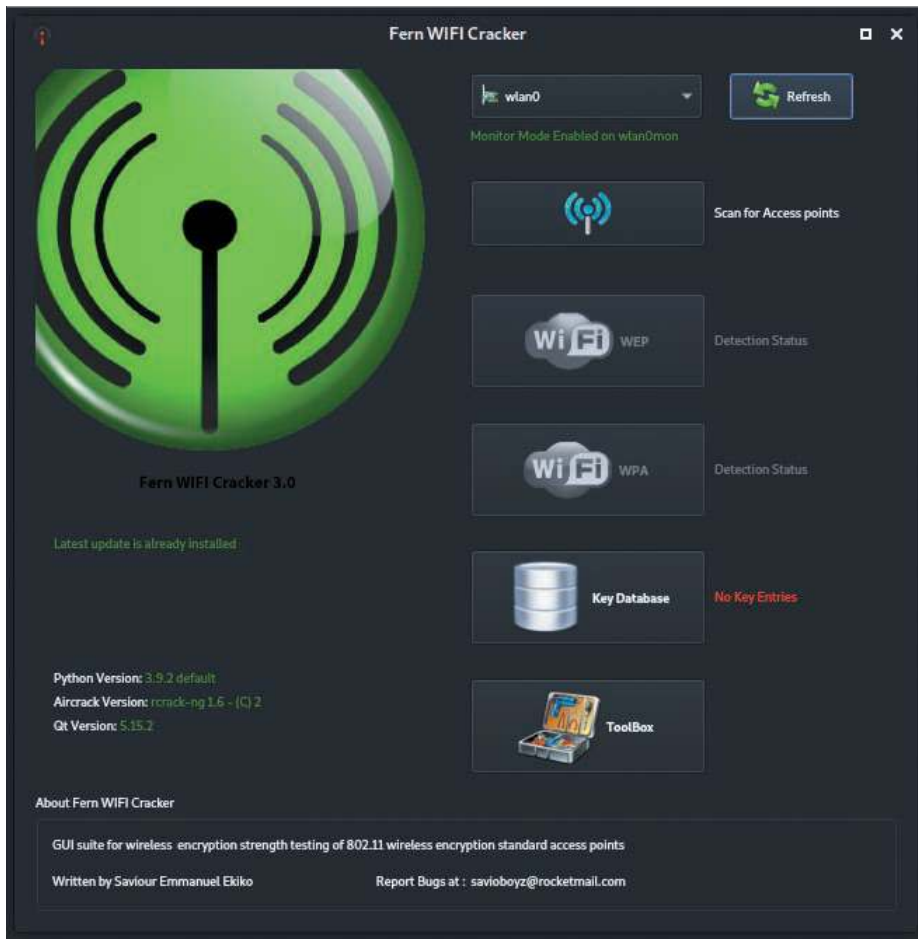 Fern WIFI Cracker
wlan0
Refresh
Monitor Mode Enabled on wlan0mon
Scan for Access points
WiFi WEP
Detection Status
WiFi WPA
Detection Status
Fern WIFI Cracker 3.0
Latest update is already installed
Key Database
No Key Entries
Python Version: 3.9.2 default
Aircrack Version: rcrack-ng 1.6 - (C) 2
Qt Version: 5.15.2
ToolBox
About Fern WIFI Cracker
GUI suite for wireless encryption strength testing of 802.11 wireless encryption standard access points
Written by Saviour Emmanuel Ekiko
Report Bugs at : savioboyz@rocketmail.com